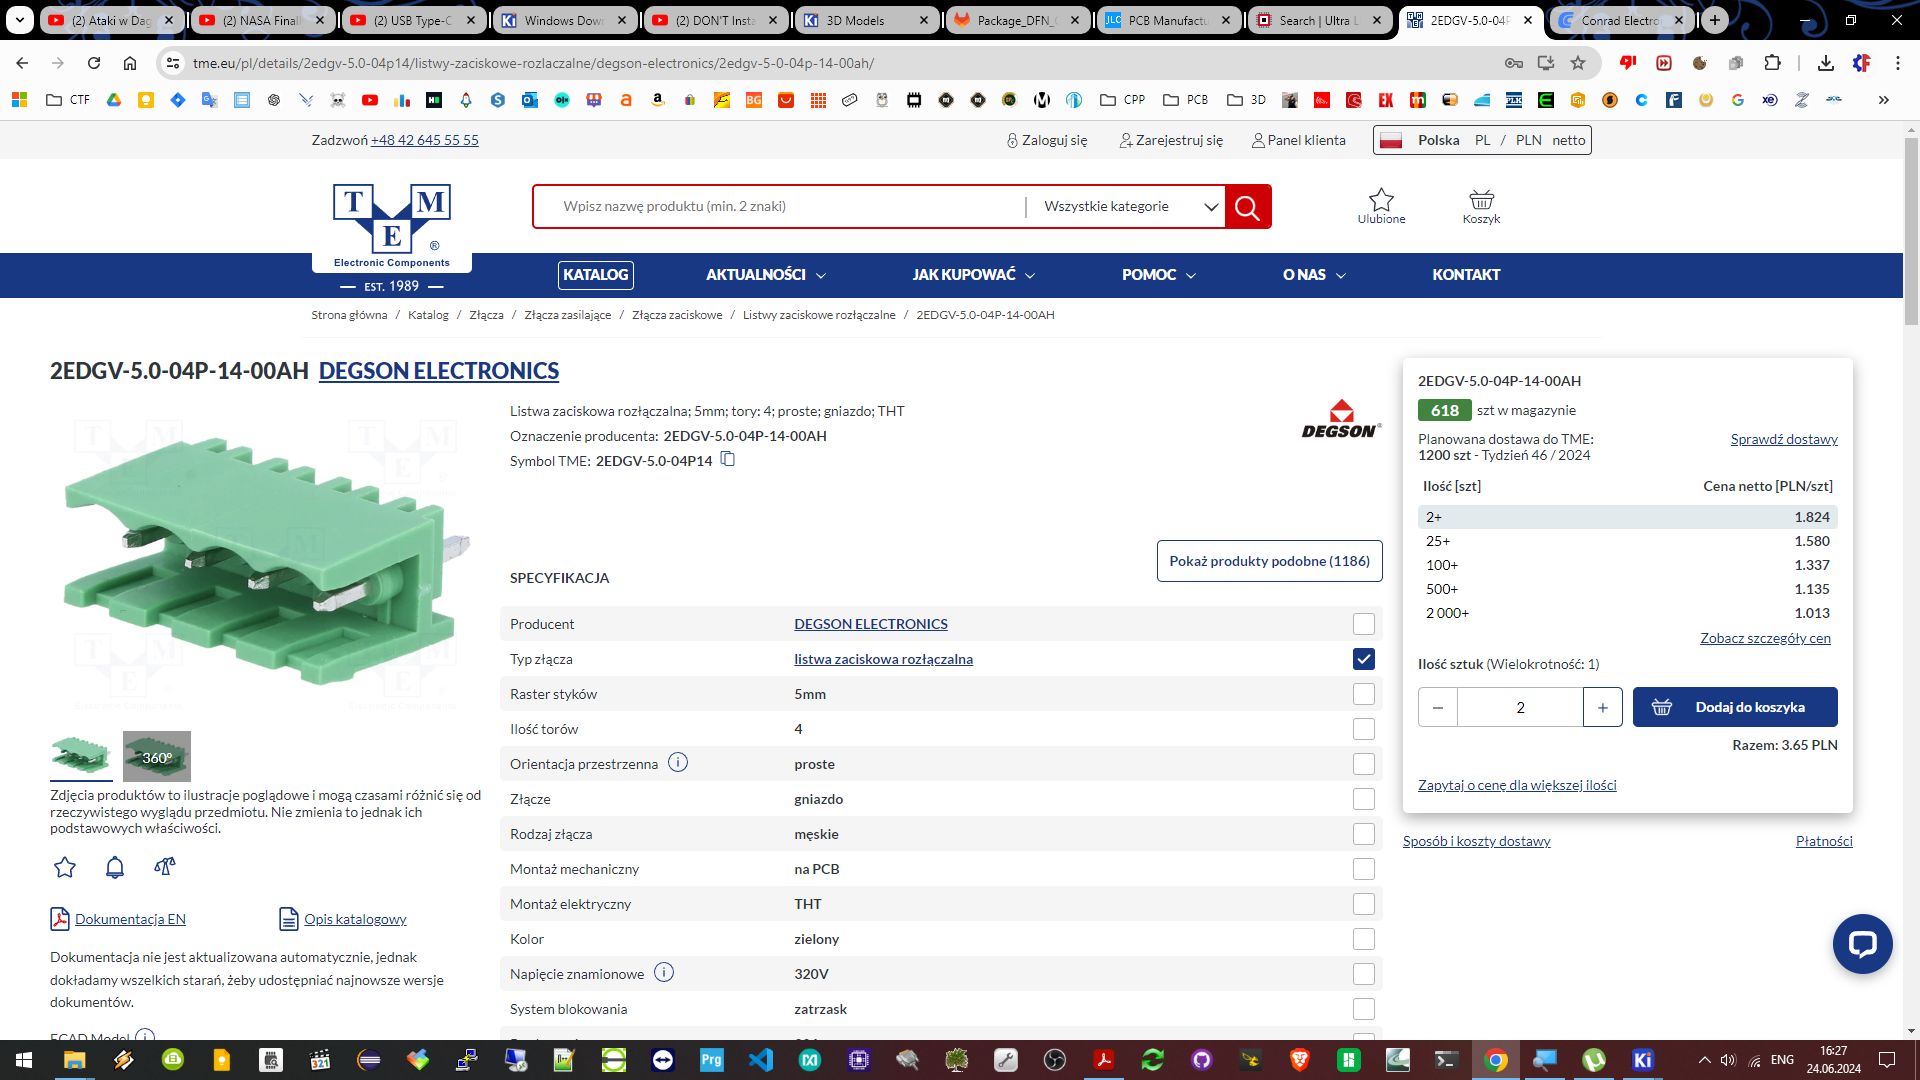 (2) Ataki w Dag
(2) NASA Finall
(2) USB Type-C
Windows Dow
(2) DON'T Insta
3D Models
Package_DFN_
PCB Manufactu
Search | Ultra L
2EDGV-5.0-04P
Conrad Electro
tme.eu/pl/details/2edgv-5.0-04p14/listwy-zaciskowe-rozlaczalne/degson-electronics/2edgv-5-0-04p-14-00ah/
CTF
CPP
PCB
3D
Zadzwoń +48 42 645 55 55
Zaloguj się
Zarejestruj się
Panel klienta
Polska PL / PLN netto
T M E ®
Electronic Components
EST. 1989
Wpisz nazwę produktu (min. 2 znaki)
Wszystkie kategorie
Ulubione
Koszyk
KATALOG
AKTUALNOŚCI
JAK KUPOWAĆ
POMOC
O NAS
KONTAKT
Strona główna / Katalog / Złącza / Złącza zasilające / Złącza zaciskowe / Listwy zaciskowe rozłączalne / 2EDGV-5.0-04P-14-00AH
2EDGV-5.0-04P-14-00AH DEGSON ELECTRONICS
Listwa zaciskowa rozłączalna; 5mm; tory: 4; proste; gniazdo; THT
Oznaczenie producenta: 2EDGV-5.0-04P-14-00AH
Symbol TME: 2EDGV-5.0-04P14
DEGSON®
Pokaż produkty podobne (1186)
SPECYFIKACJA
Producent DEGSON ELECTRONICS
Typ złącza listwa zaciskowa rozłączalna
Raster styków 5mm
Ilość torów 4
Orientacja przestrzenna proste
Złącze gniazdo
Rodzaj złącza męskie
Montaż mechaniczny na PCB
Montaż elektryczny THT
Kolor zielony
Napięcie znamionowe 320V
System blokowania zatrzask
360°
Zdjęcia produktów to ilustracje poglądowe i mogą czasami różnić się od
rzeczywistego wyglądu przedmiotu. Nie zmienia to jednak ich
podstawowych właściwości.
Dokumentacja EN
Opis katalogowy
Dokumentacja nie jest aktualizowana automatycznie, jednak
dokładamy wszelkich starań, żeby udostępniać najnowsze wersje
dokumentów.
ECAD Model
2EDGV-5.0-04P-14-00AH
618 szt w magazynie
Planowana dostawa do TME:
Sprawdź dostawy
1200 szt - Tydzień 46 / 2024
Ilość [szt] Cena netto [PLN/szt]
2+ 1.824
25+ 1.580
100+ 1.337
500+ 1.135
2 000+ 1.013
Zobacz szczegóły cen
Ilość sztuk (Wielokrotność: 1)
− 2 +
Dodaj do koszyka
Razem: 3.65 PLN
Zapytaj o cenę dla większej ilości
Sposób i koszty dostawy
Płatności
ENG
16:27
24.06.2024